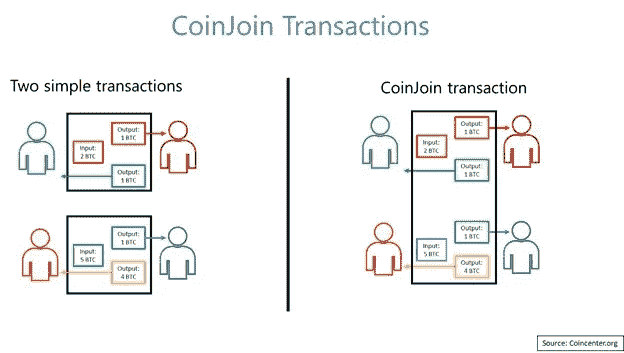 CoinJoin Transactions
Two simple transactions
Output:
1 BTC
Input:
2 BTC
Output:
1 BTC
Output:
1 BTC
Input:
5 BTC
Output:
4 BTC
CoinJoin transaction
Output:
1 BTC
Input:
2 BTC
Output:
1 BTC
Output:
1 BTC
Input:
5 BTC
Output:
4 BTC
Source: Coincenter.org